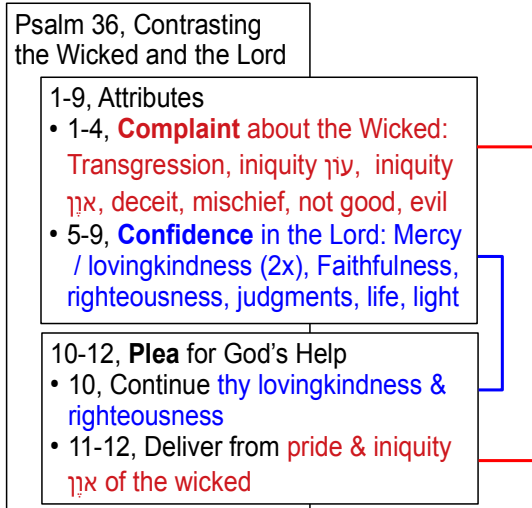 Psalm 36, Contrasting
the Wicked and the Lord
1-9, Attributes
• 1-4, Complaint about the Wicked:
Transgression, iniquity עוֹן, iniquity
אוֶן, deceit, mischief, not good, evil
• 5-9, Confidence in the Lord: Mercy
/ lovingkindness (2x), Faithfulness,
righteousness, judgments, life, light
10-12, Plea for God’s Help
• 10, Continue thy lovingkindness &
righteousness
• 11-12, Deliver from pride & iniquity
אוֶן of the wicked